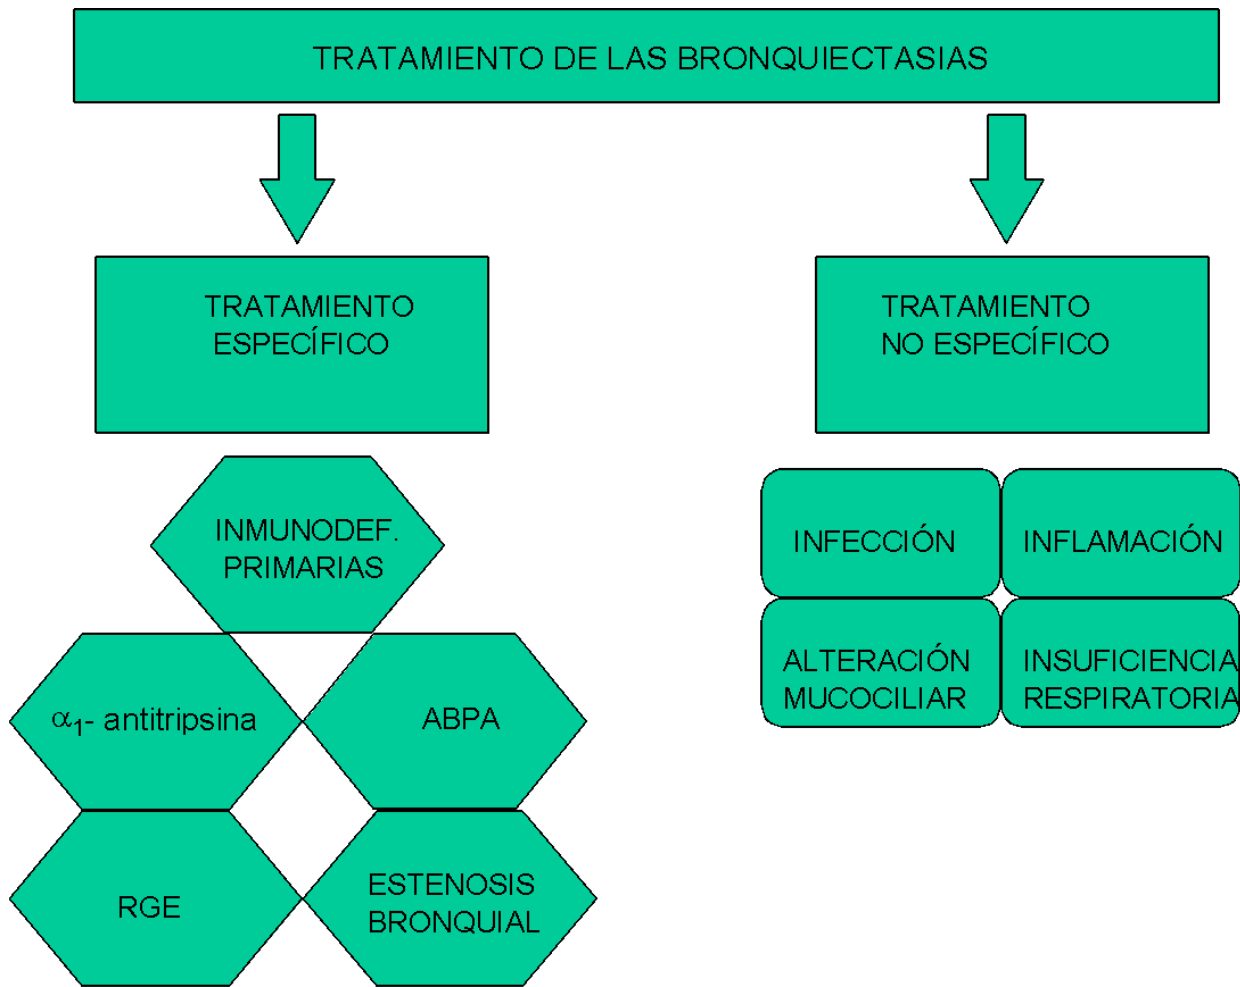 TRATAMIENTO DE LAS BRONQUIECTASIAS
TRATAMIENTO
ESPECÍFICO
TRATAMIENTO
NO ESPECÍFICO
INMUNODEF.
PRIMARIAS
α1- antitripsina
ABPA
RGE
ESTENOSIS
BRONQUIAL
INFECCIÓN
INFLAMACIÓN
ALTERACIÓN
MUCOCILIAR
INSUFICIENCIA
RESPIRATORIA